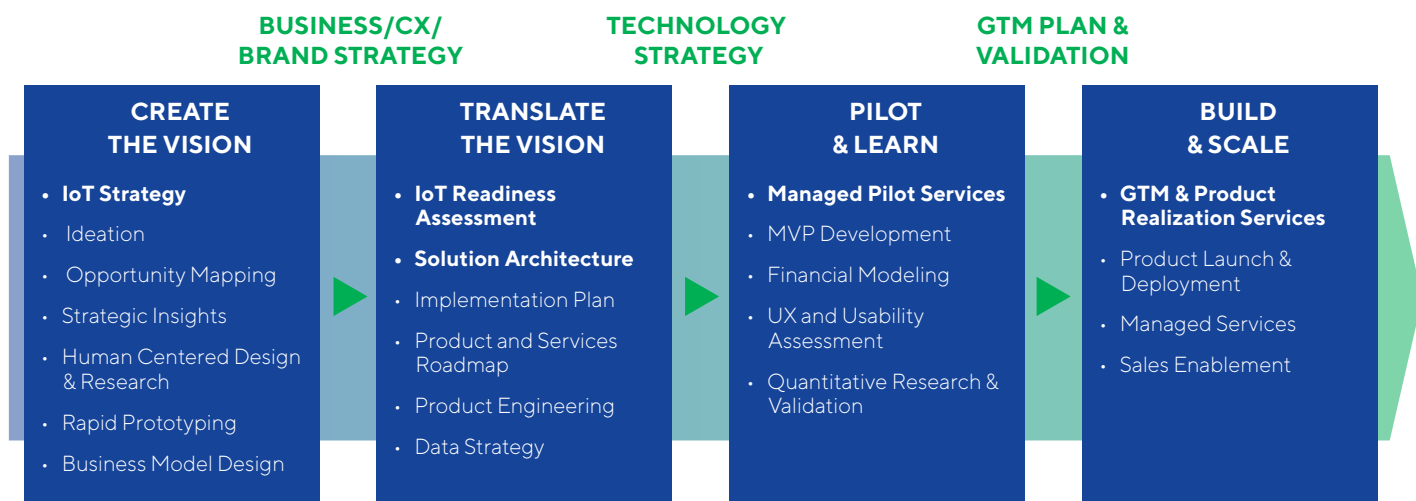 BUSINESS/CX/
BRAND STRATEGY
TECHNOLOGY
STRATEGY
GTM PLAN &
VALIDATION
CREATE
THE VISION
• IoT Strategy
• Ideation
• Opportunity Mapping
• Strategic Insights
• Human Centered Design
& Research
• Rapid Prototyping
• Business Model Design
TRANSLATE
THE VISION
• IoT Readiness
Assessment
• Solution Architecture
• Implementation Plan
• Product and Services
Roadmap
• Product Engineering
• Data Strategy
PILOT
& LEARN
• Managed Pilot Services
• MVP Development
• Financial Modeling
• UX and Usability
Assessment
• Quantitative Research &
Validation
BUILD
& SCALE
• GTM & Product
Realization Services
• Product Launch &
Deployment
• Managed Services
• Sales Enablement